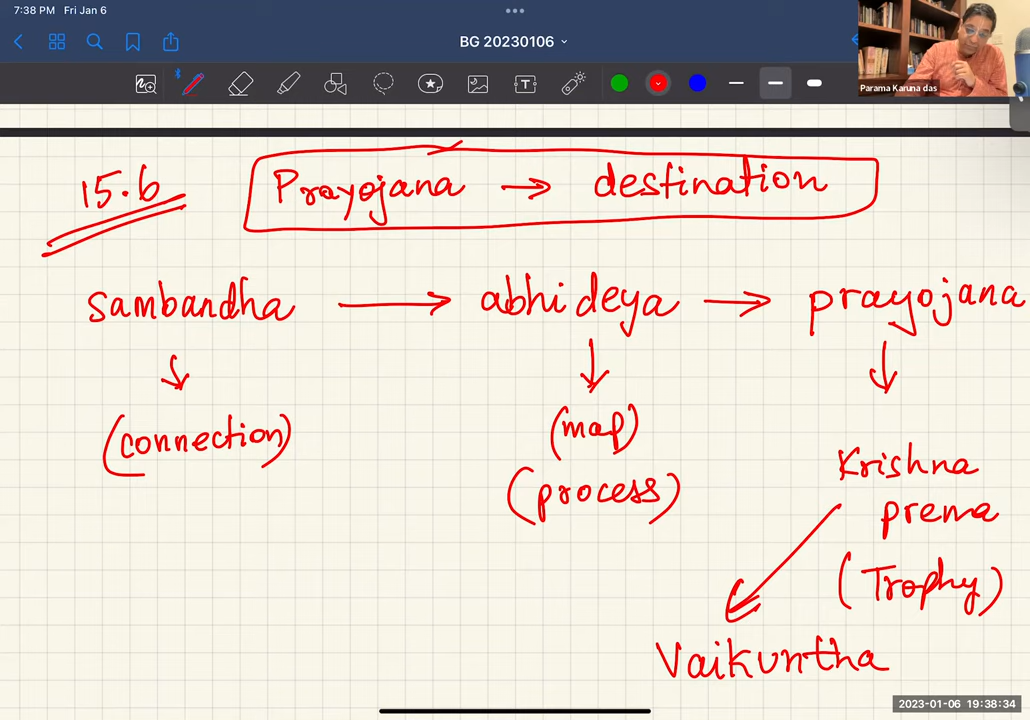 7:38 PM Fri Jan 6
BG 20230106
Parama Karuna das
15.6 Prayojana → destination
sambandha → abhideya → prayojana
(connection) (map) Krishna
(process) prema
(Trophy)
Vaikuntha
2023-01-06 19:38:34